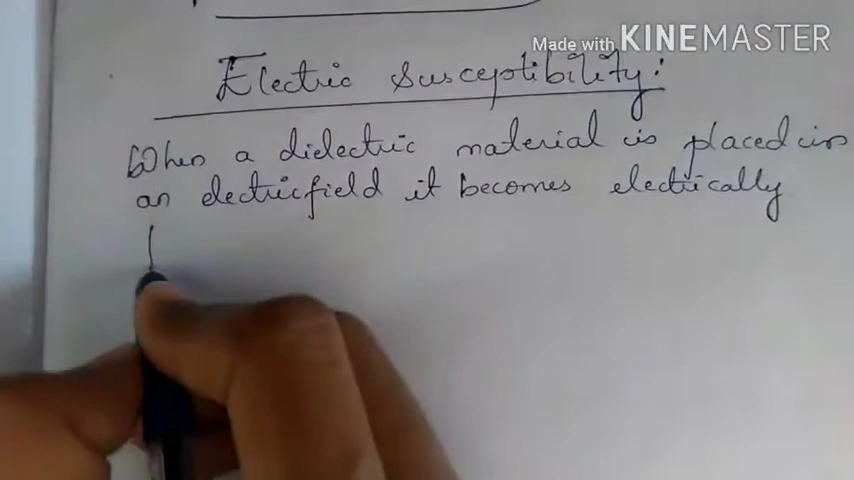 Made with KINEMASTER
Electric Susceptibility:
When a dielectric material is placed in
an electricfield it becomes electrically